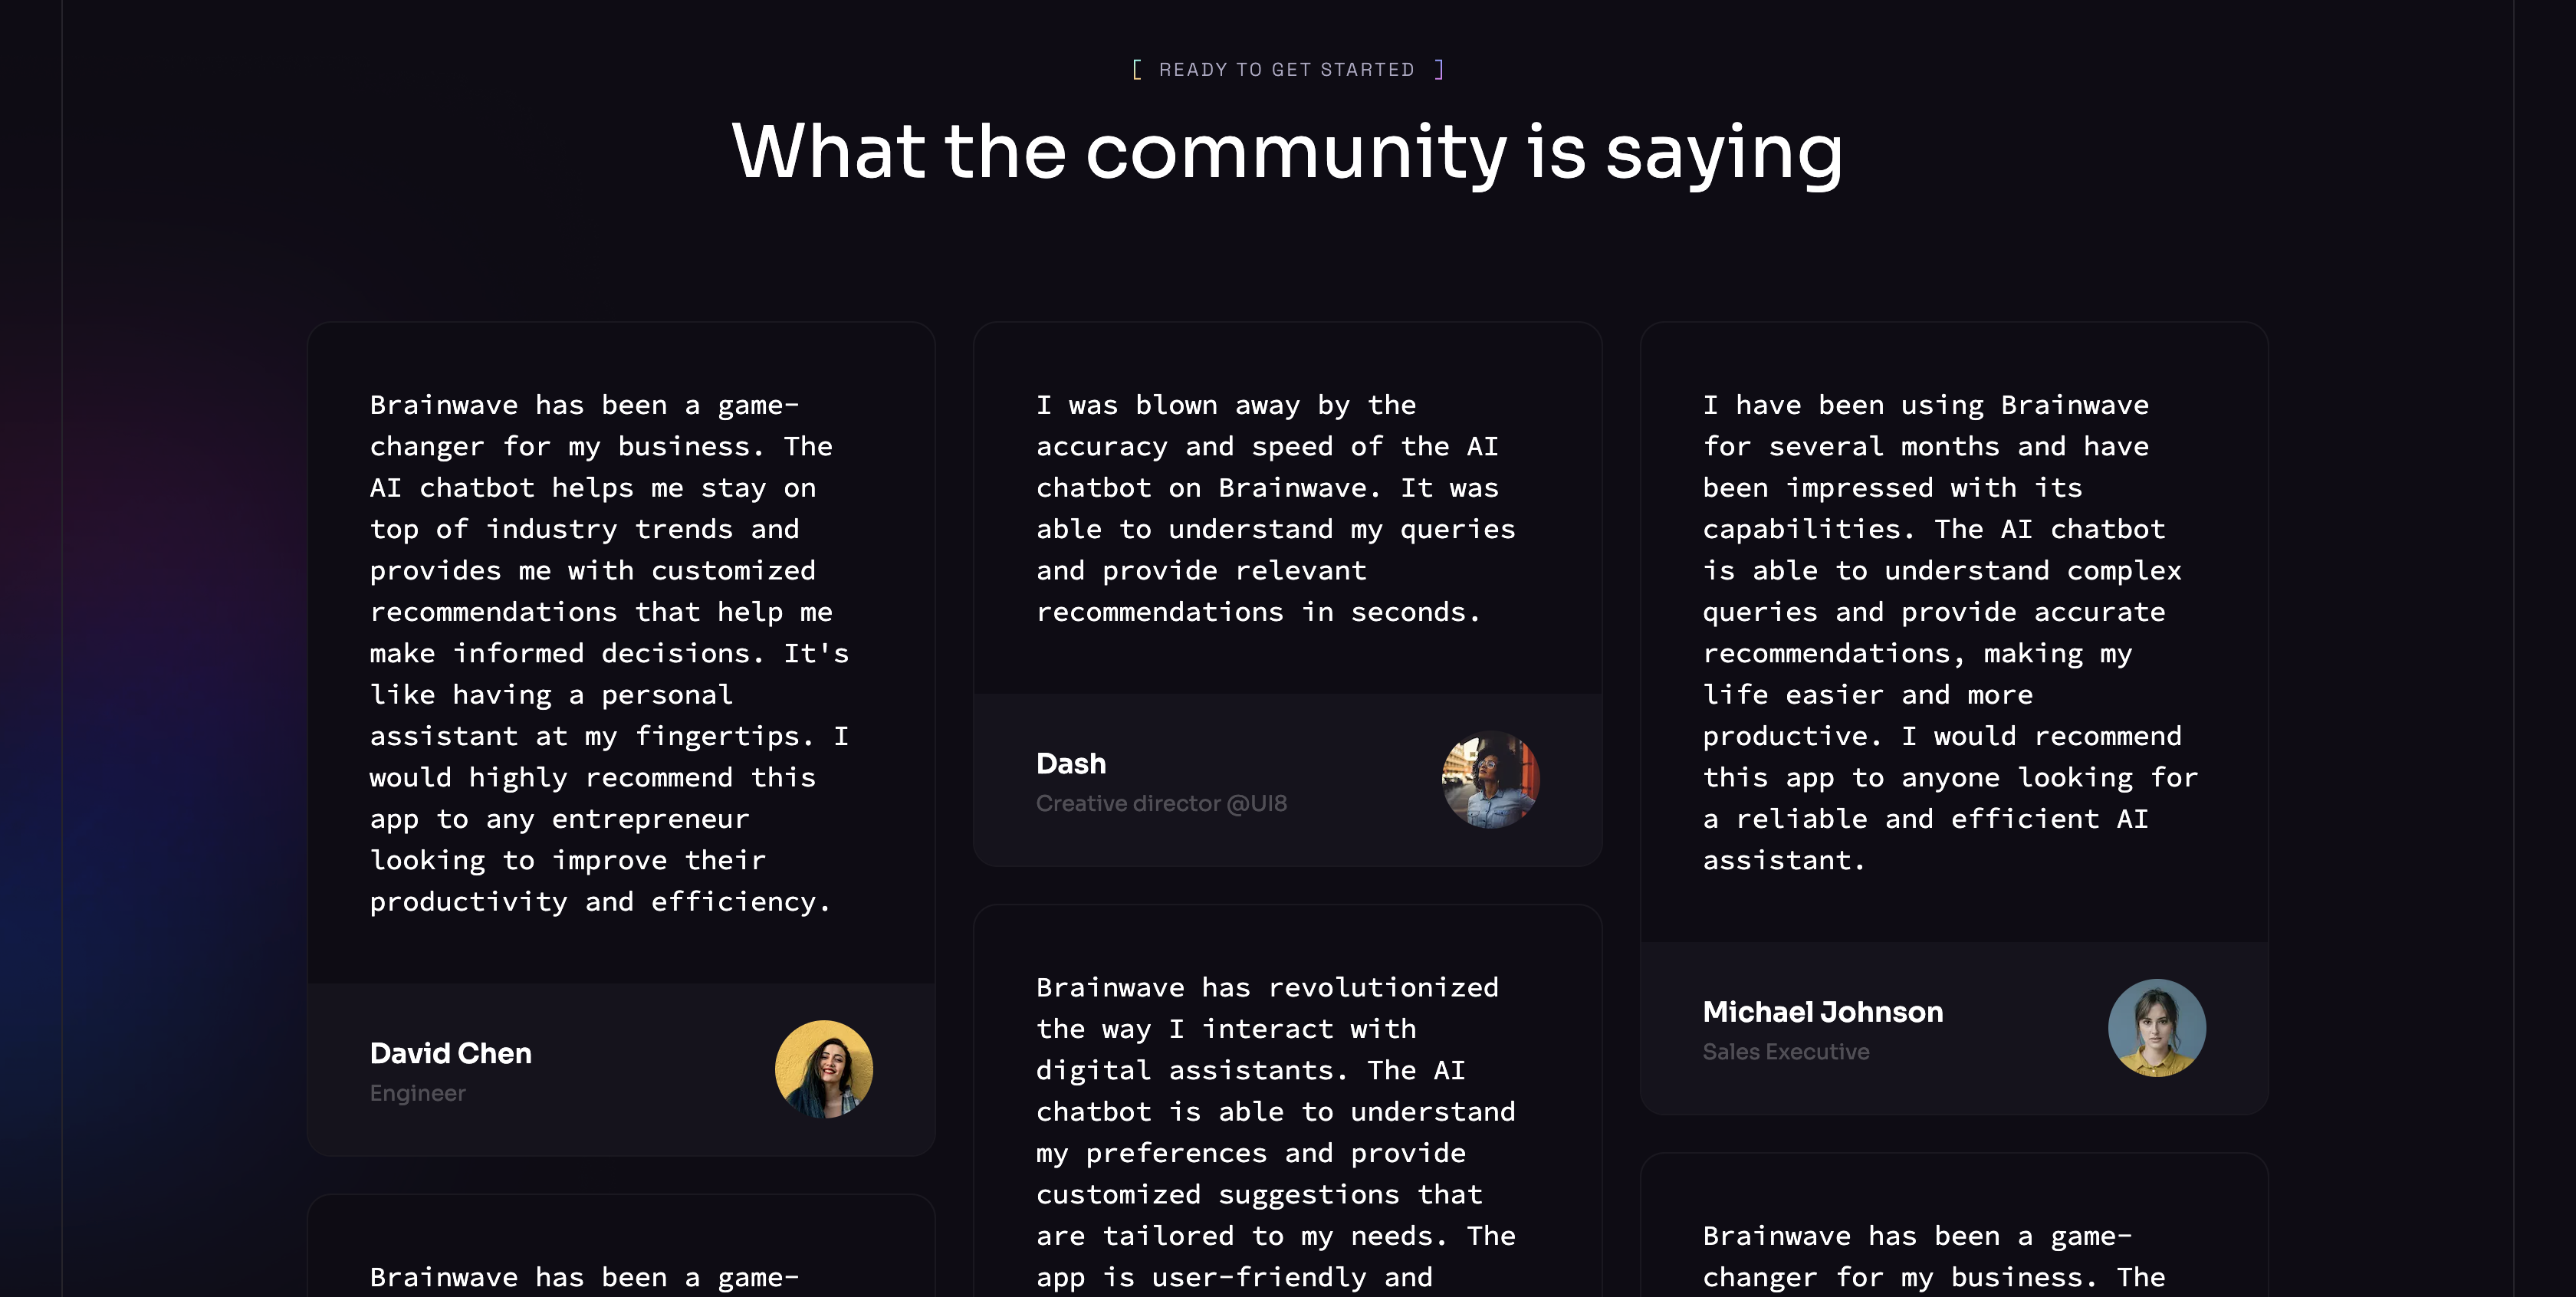 [ READY TO GET STARTED ]
What the community is saying
Brainwave has been a game-
changer for my business. The
AI chatbot helps me stay on
top of industry trends and
provides me with customized
recommendations that help me
make informed decisions. It's
like having a personal
assistant at my fingertips. I
would highly recommend this
app to any entrepreneur
looking to improve their
productivity and efficiency.
David Chen
Engineer
Brainwave has been a game-
I was blown away by the
accuracy and speed of the AI
chatbot on Brainwave. It was
able to understand my queries
and provide relevant
recommendations in seconds.
Dash
Creative director @UI8
Brainwave has revolutionized
the way I interact with
digital assistants. The AI
chatbot is able to understand
my preferences and provide
customized suggestions that
are tailored to my needs. The
app is user-friendly and
I have been using Brainwave
for several months and have
been impressed with its
capabilities. The AI chatbot
is able to understand complex
queries and provide accurate
recommendations, making my
life easier and more
productive. I would recommend
this app to anyone looking for
a reliable and efficient AI
assistant.
Michael Johnson
Sales Executive
Brainwave has been a game-
changer for my business. The